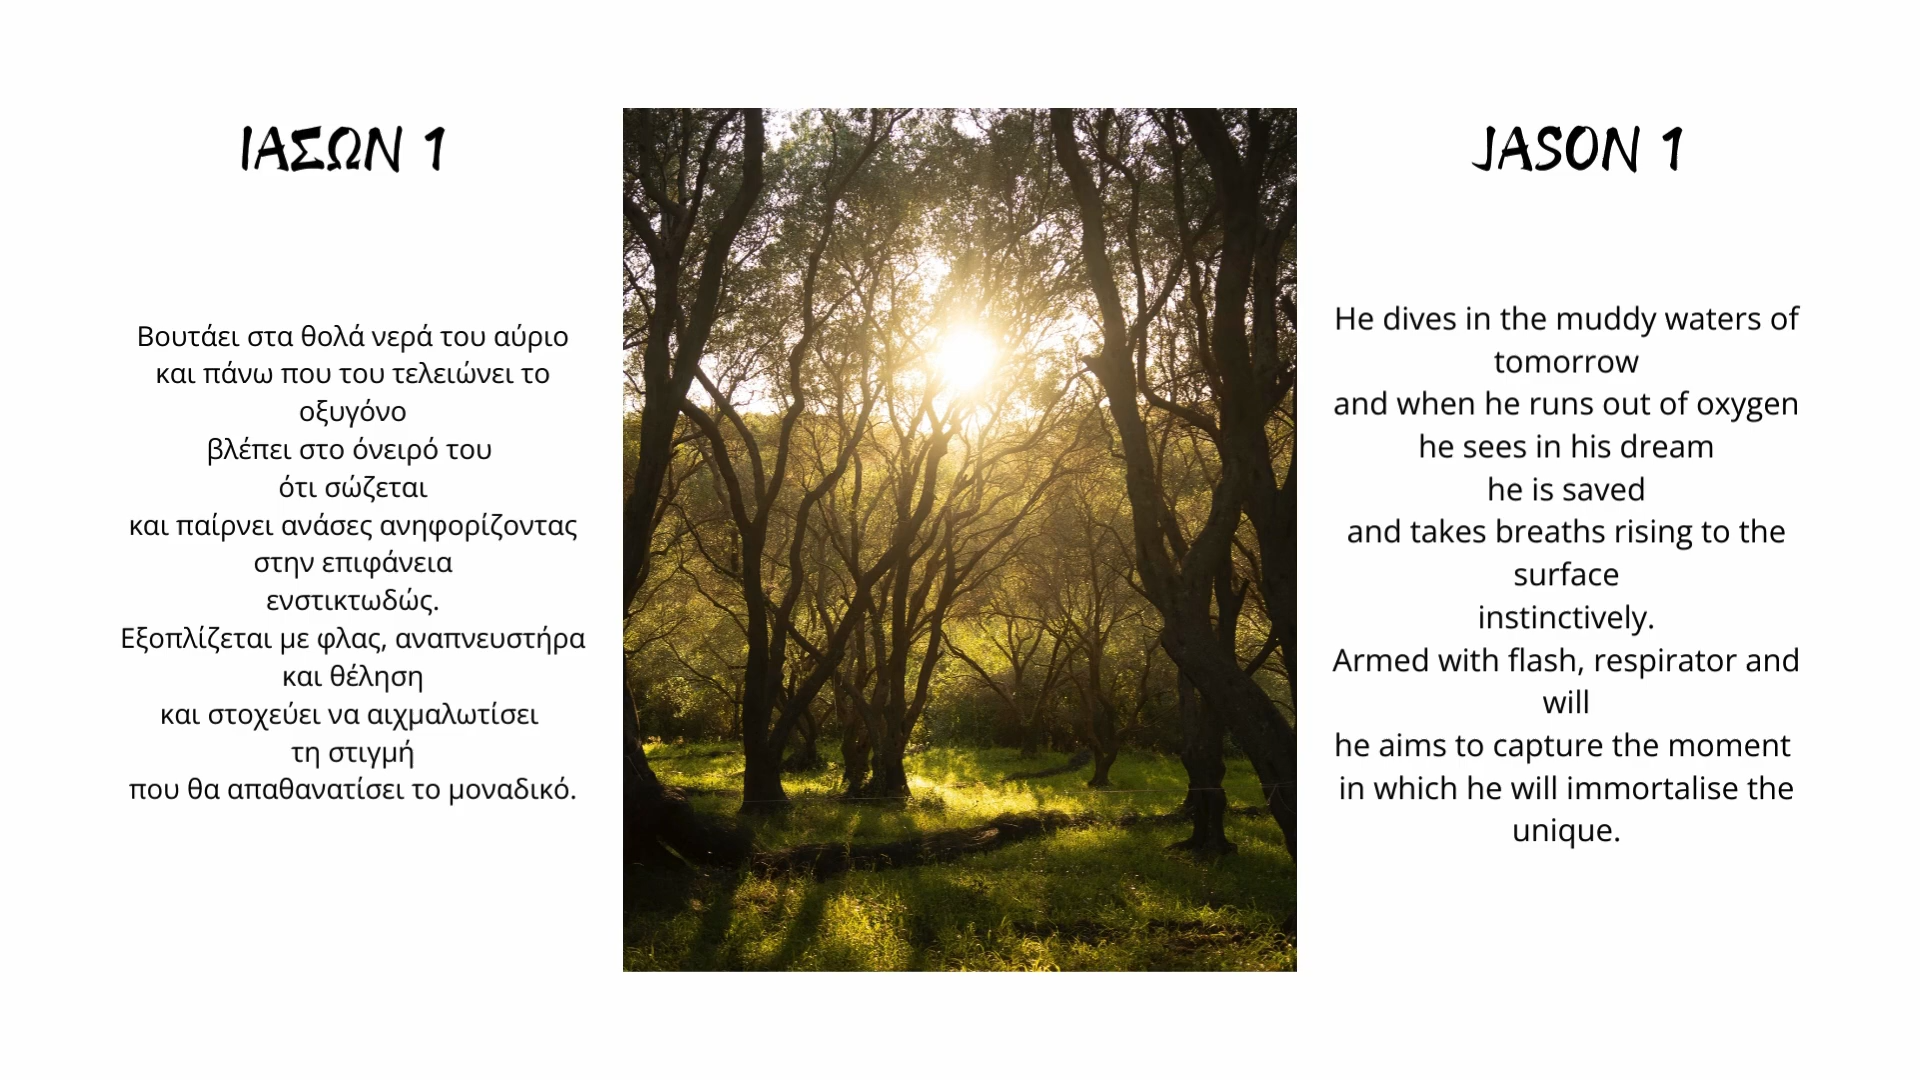 ΙΑΣΩΝ 1
Βουτάει στα θολά νερά του αύριο
και πάνω που του τελειώνει το
οξυγόνο
βλέπει στο όνειρό του
ότι σώζεται
και παίρνει ανάσες ανηφορίζοντας
στην επιφάνεια
ενστικτωδώς.
Εξοπλίζεται με φλας, αναπνευστήρα
και θέληση
και στοχεύει να αιχμαλωτίσει
τη στιγμή
που θα απαθανατίσει το μοναδικό.
JASON 1
He dives in the muddy waters of
tomorrow
and when he runs out of oxygen
he sees in his dream
he is saved
and takes breaths rising to the
surface
instinctively.
Armed with flash, respirator and
will
he aims to capture the moment
in which he will immortalise the
unique.